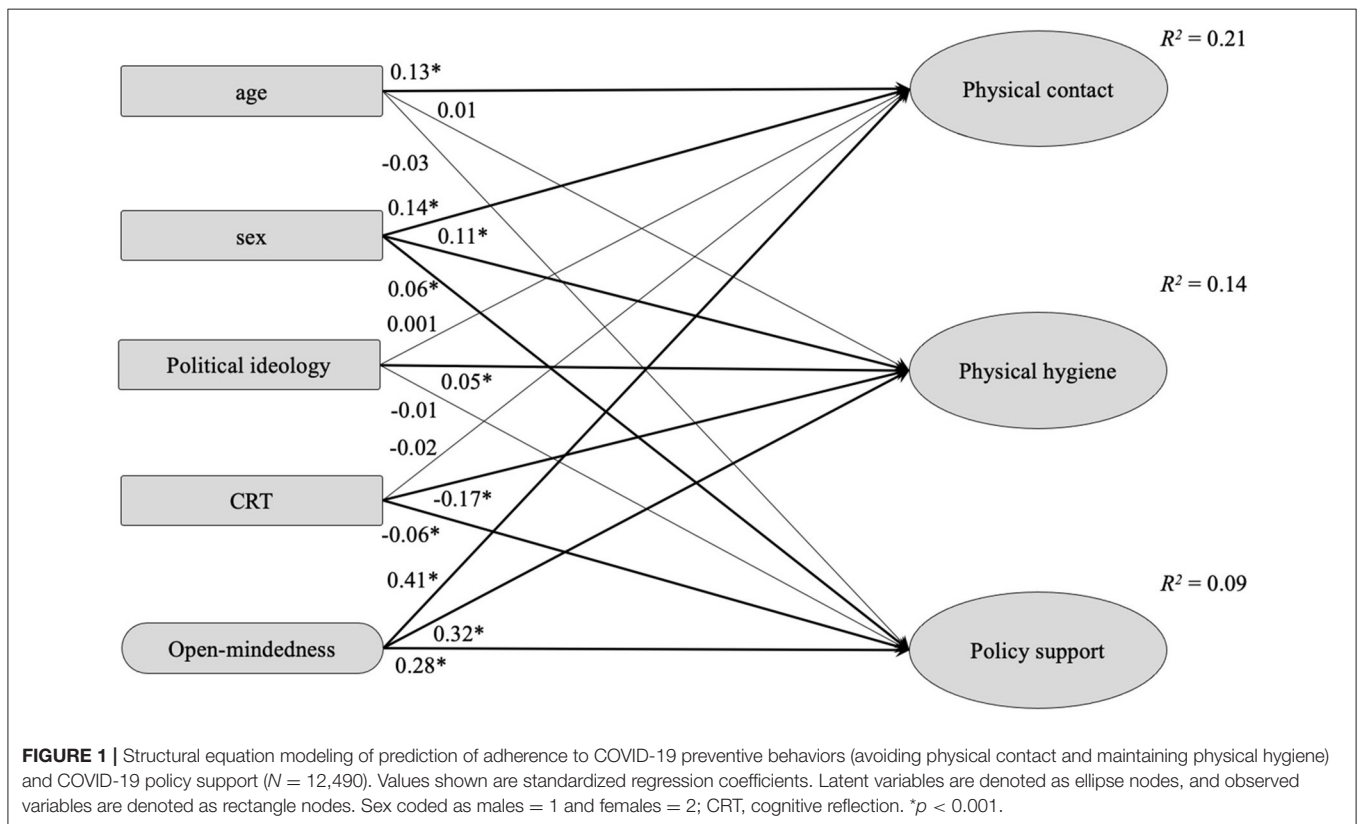 R² = 0.21
0.13*
age
Physical contact
0.01
-0.03
0.14*
sex
0.11*
R² = 0.14
0.06*
0.001
Political ideology
Physical hygiene
0.05*
-0.01
-0.02
CRT
-0.17*
-0.06*
R² = 0.09
0.41*
0.32*
Open-mindedness
Policy support
0.28*
FIGURE 1 | Structural equation modeling of prediction of adherence to COVID-19 preventive behaviors (avoiding physical contact and maintaining physical hygiene)
and COVID-19 policy support (N = 12,490). Values shown are standardized regression coefficients. Latent variables are denoted as ellipse nodes, and observed
variables are denoted as rectangle nodes. Sex coded as males = 1 and females = 2; CRT, cognitive reflection. *p < 0.001.